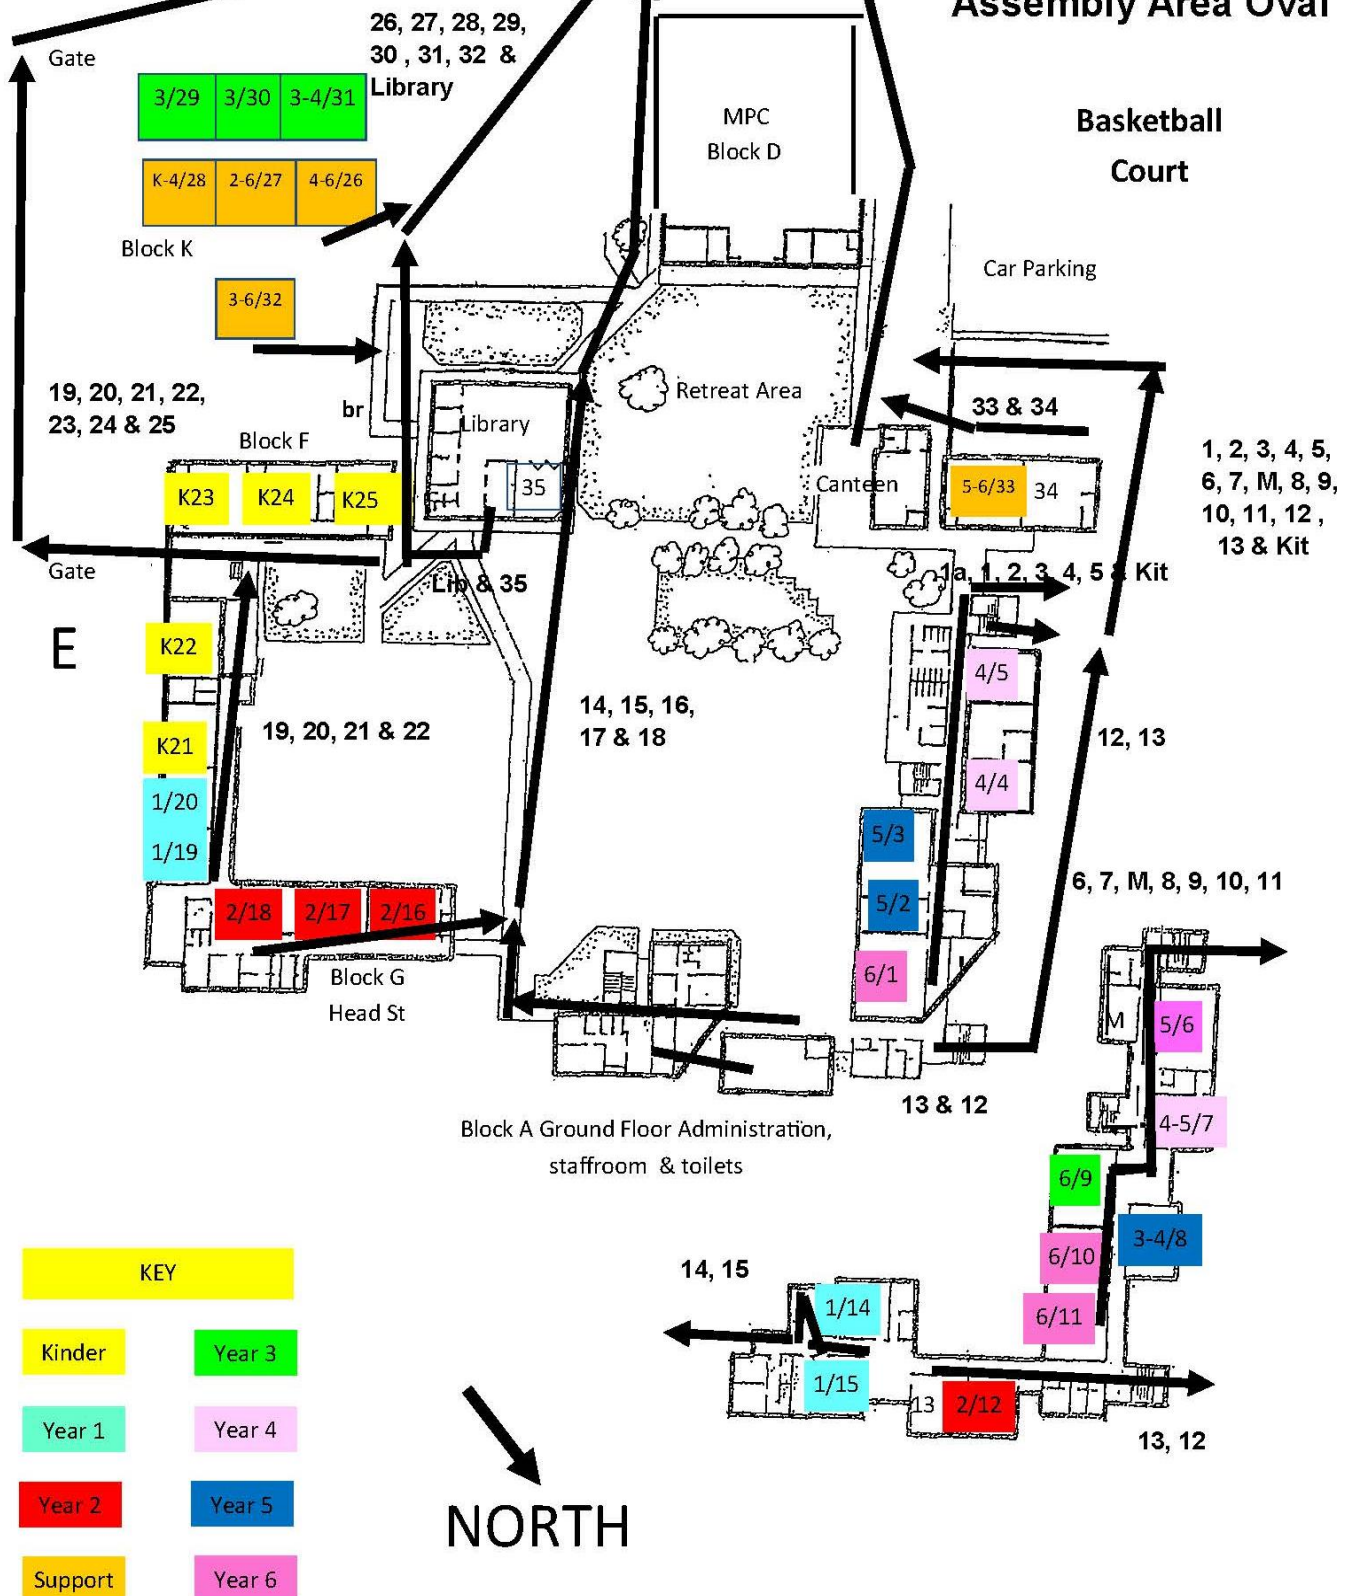 Assembly Area Oval
26, 27, 28, 29,
30 , 31, 32 &
Library
Gate
3/29 3/30 3-4/31
K-4/28 2-6/27 4-6/26
Block K
3-6/32
MPC
Block D
Basketball
Court
Car Parking
19, 20, 21, 22,
23, 24 & 25
br
Block F
Library
35
Retreat Area
33 & 34
Canteen
5-6/33 34
1, 2, 3, 4, 5,
6, 7, M, 8, 9,
10, 11, 12 ,
13 & Kit
K23 K24 K25
Gate
Lib & 35
1a, 1, 2, 3, 4, 5 & Kit
E
K22
K21
1/20
1/19
19, 20, 21 & 22
14, 15, 16,
17 & 18
4/5
4/4
12, 13
5/3
5/2
6/1
2/18 2/17 2/16
Block G
Head St
6, 7, M, 8, 9, 10, 11
M
5/6
4-5/7
13 & 12
Block A Ground Floor Administration,
staffroom & toilets
6/9
3-4/8
6/10
6/11
14, 15
1/14
1/15
13 2/12
13, 12
KEY
Kinder Year 3
Year 1 Year 4
Year 2 Year 5
Support Year 6
NORTH